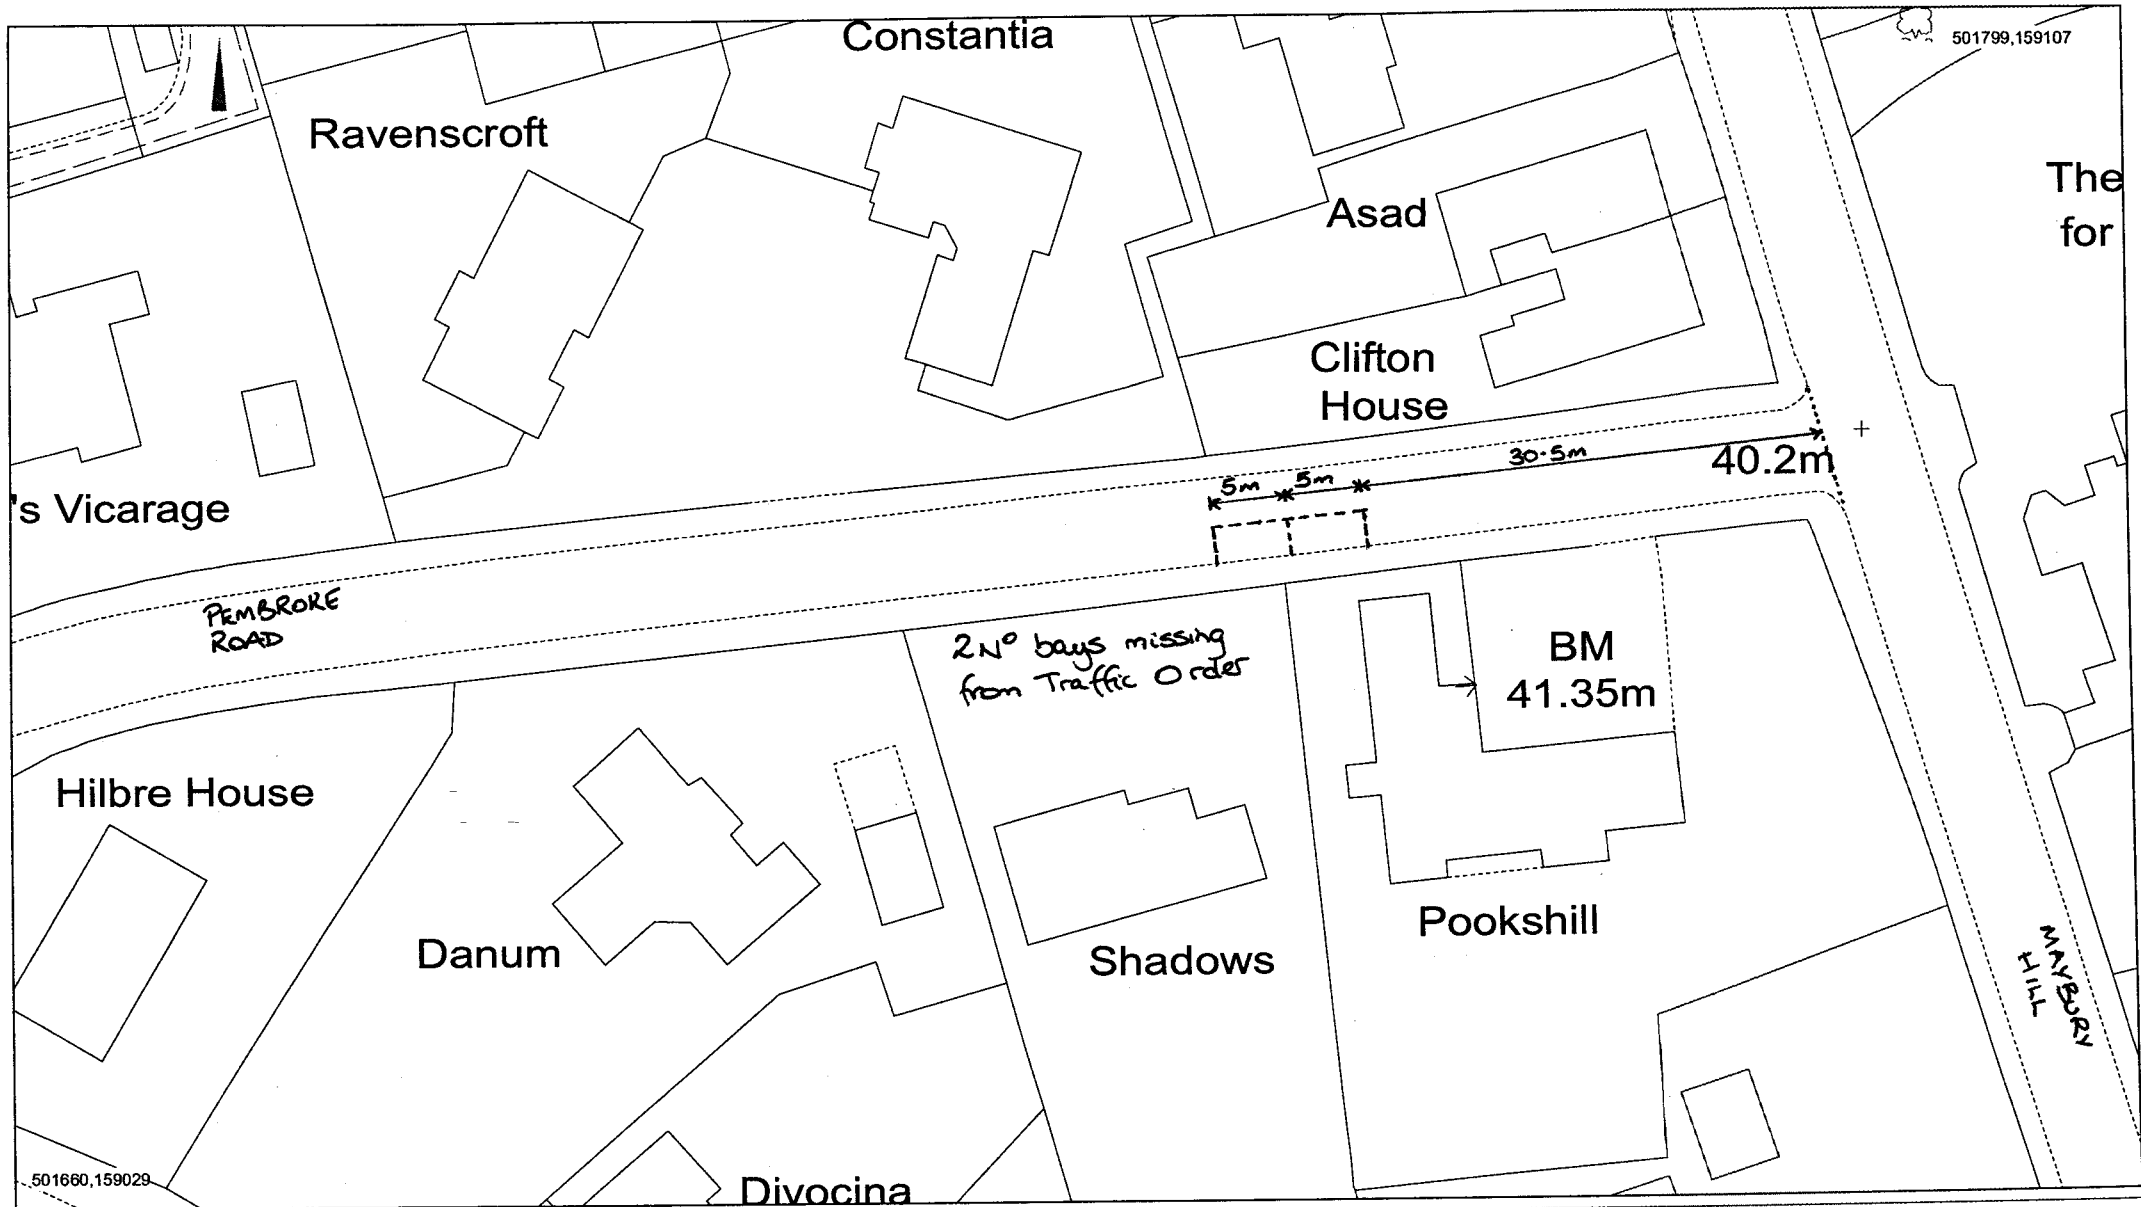 Constantia
501799,159107
Ravenscroft
The
for
Asad
Clifton
House
's Vicarage
5m
5m
30.5m
40.2m
PEMBROKE
ROAD
2No bays missing
from Traffic Order
BM
41.35m
Hilbre House
Danum
Shadows
Pookshill
MAYBURY
HILL
501660,159029
Divocina